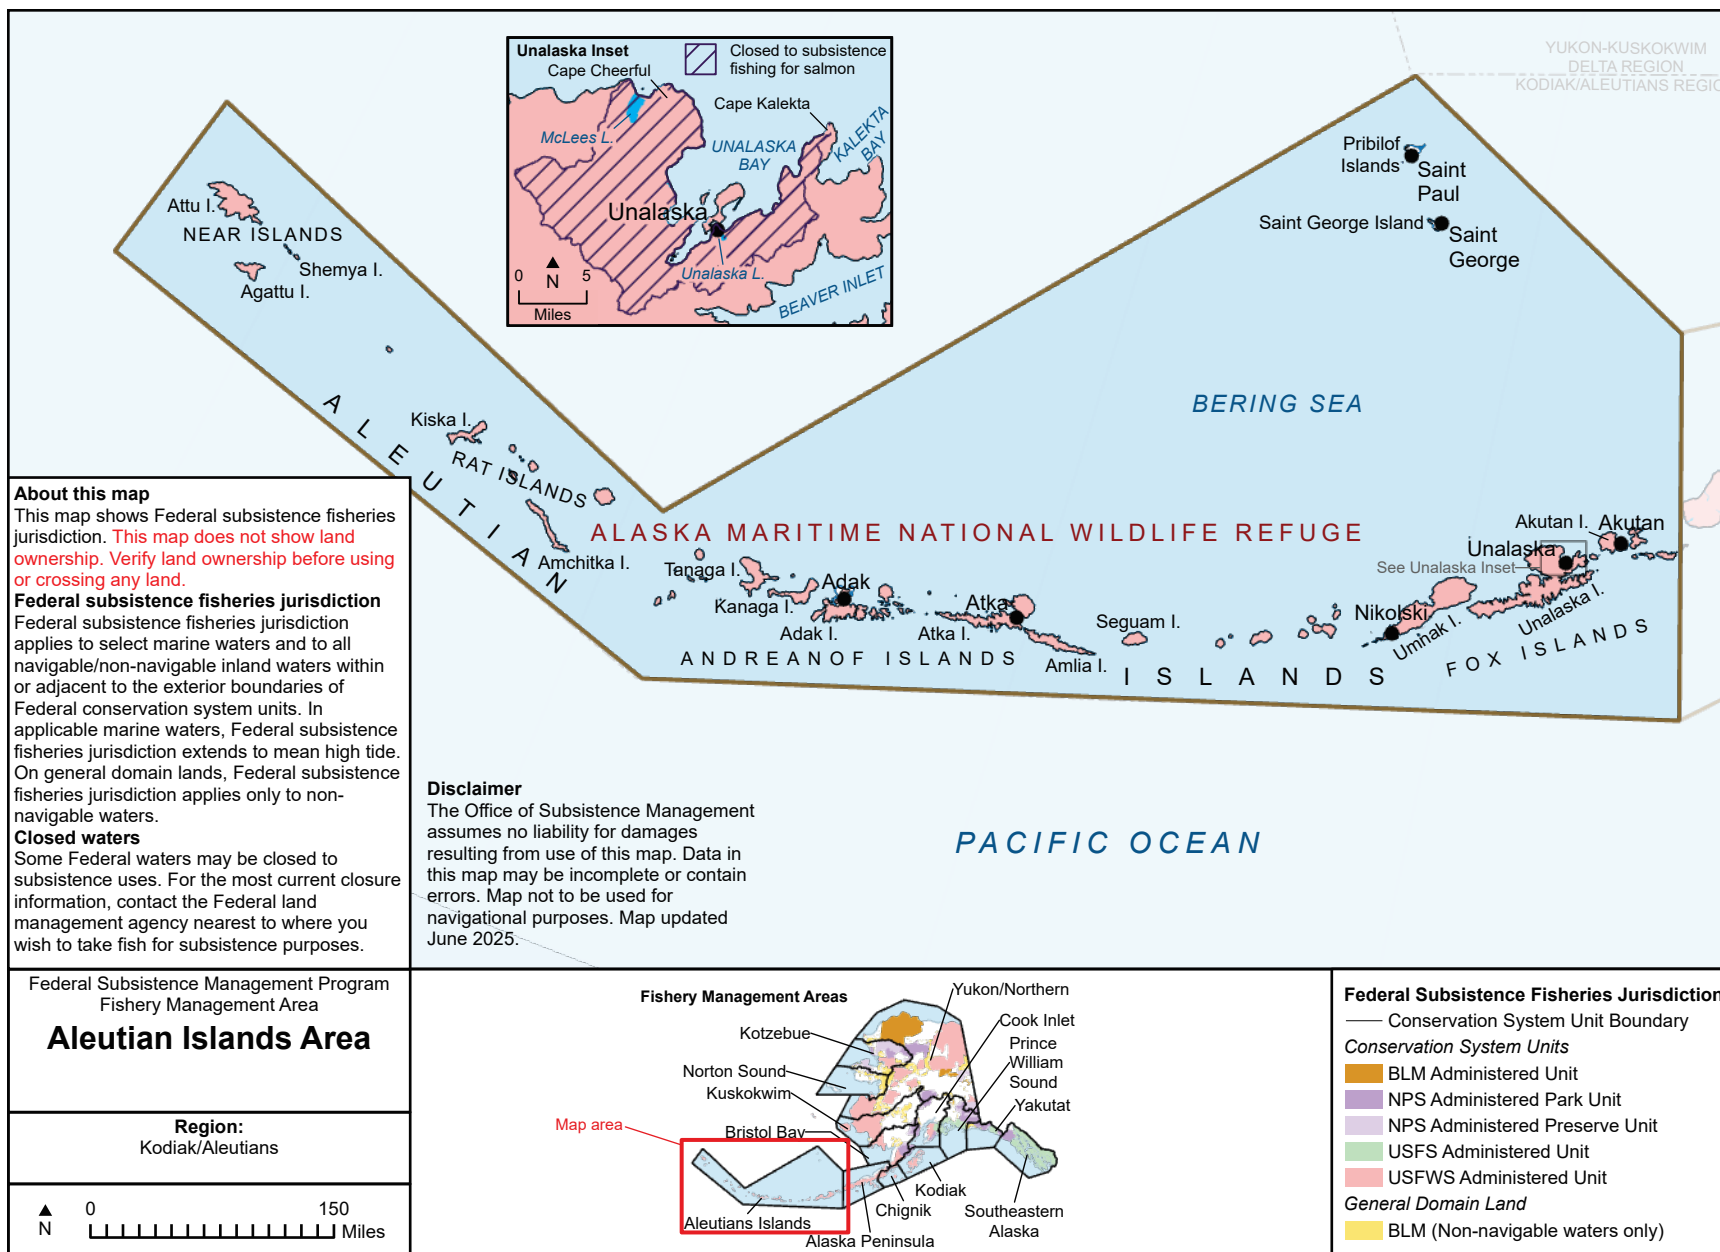 YUKON-KUSKOKWIM
DELTA REGION
KODIAK/ALEUTIANS REGIO
Unalaska Inset
Closed to subsistence
fishing for salmon
Cape Cheerful
Cape Kalekta
McLees L.
UNALASKA
BAY
KALEKTA
BAY
Unalaska
Unalaska L.
BEAVER INLET
0 5
N
Miles
Pribilof
Islands
Saint
Paul
Saint George Island
Saint
George
Attu I.
NEAR ISLANDS
Shemya I.
Agattu I.
BERING SEA
Kiska I.
RAT ISLANDS
Amchitka I.
ALEUTIAN
ISLANDS
ALASKA MARITIME NATIONAL WILDLIFE REFUGE
Tanaga I.
Kanaga I.
Adak
Adak I.
Atka
Atka I.
Amlia I.
ANDREANOF ISLANDS
Seguam I.
Nikolski
Umnak I.
Akutan I.
Akutan
Unalaska
See Unalaska Inset
Unalaska I.
FOX ISLANDS
PACIFIC OCEAN
About this map
This map shows Federal subsistence fisheries
jurisdiction. This map does not show land
ownership. Verify land ownership before using
or crossing any land.
Federal subsistence fisheries jurisdiction
Federal subsistence fisheries jurisdiction
applies to select marine waters and to all
navigable/non-navigable inland waters within
or adjacent to the exterior boundaries of
Federal conservation system units. In
applicable marine waters, Federal subsistence
fisheries jurisdiction extends to mean high tide.
On general domain lands, Federal subsistence
fisheries jurisdiction applies only to non-
navigable waters.
Closed waters
Some Federal waters may be closed to
subsistence uses. For the most current closure
information, contact the Federal land
management agency nearest to where you
wish to take fish for subsistence purposes.
Disclaimer
The Office of Subsistence Management
assumes no liability for damages
resulting from use of this map. Data in
this map may be incomplete or contain
errors. Map not to be used for
navigational purposes. Map updated
June 2025.
Federal Subsistence Management Program
Fishery Management Area
Aleutian Islands Area
Region:
Kodiak/Aleutians
N
0 150
Miles
Fishery Management Areas
Yukon/Northern
Kotzebue
Cook Inlet
Prince
William
Sound
Norton Sound
Kuskokwim
Yakutat
Map area
Bristol Bay
Aleutians Islands
Kodiak
Chignik
Alaska Peninsula
Southeastern
Alaska
Federal Subsistence Fisheries Jurisdiction
Conservation System Unit Boundary
Conservation System Units
BLM Administered Unit
NPS Administered Park Unit
NPS Administered Preserve Unit
USFS Administered Unit
USFWS Administered Unit
General Domain Land
BLM (Non-navigable waters only)